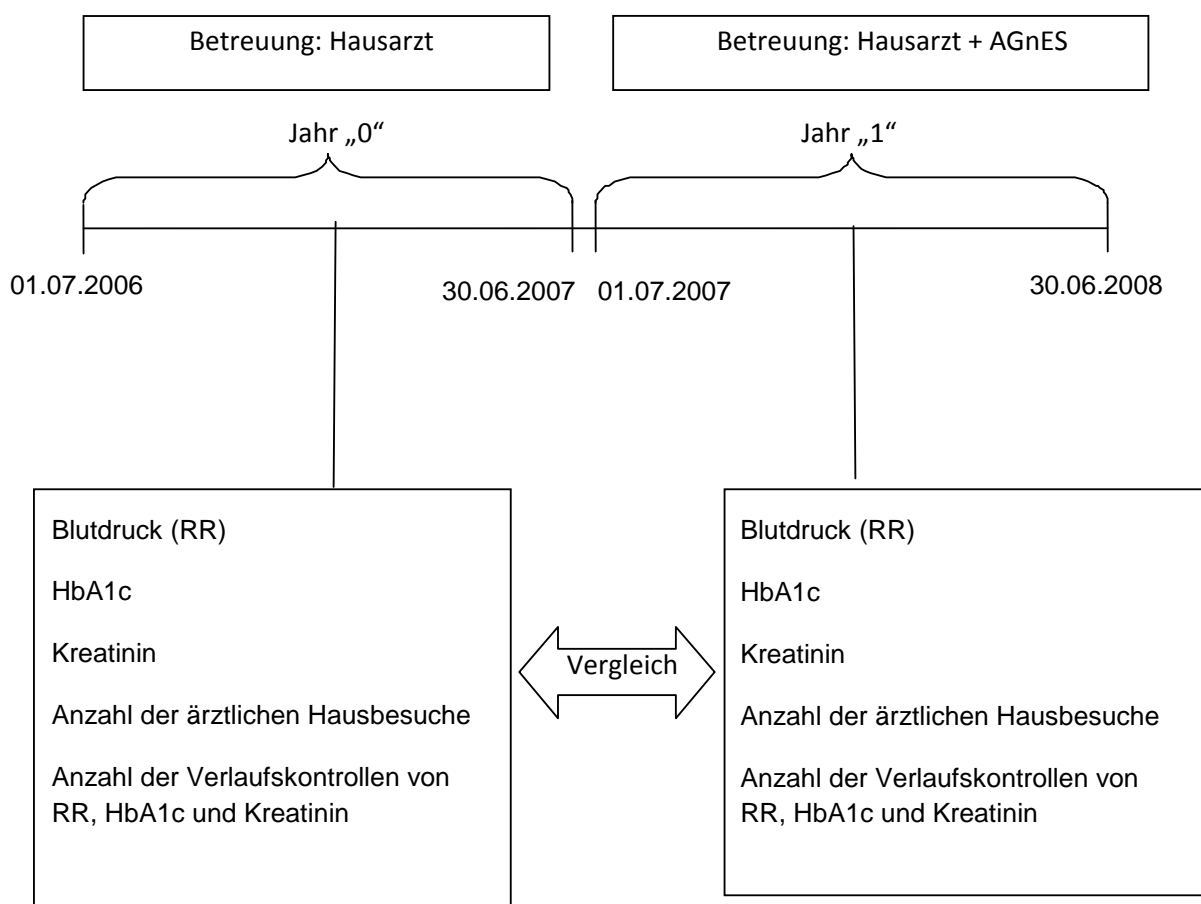 Betreuung: Hausarzt
Betreuung: Hausarzt + AGnES
Jahr „0“
Jahr „1“
01.07.2006
30.06.2007
01.07.2007
30.06.2008
Blutdruck (RR)
HbA1c
Kreatinin
Anzahl der ärztlichen Hausbesuche
Anzahl der Verlaufskontrollen von
RR, HbA1c und Kreatinin
Vergleich
Blutdruck (RR)
HbA1c
Kreatinin
Anzahl der ärztlichen Hausbesuche
Anzahl der Verlaufskontrollen von
RR, HbA1c und Kreatinin